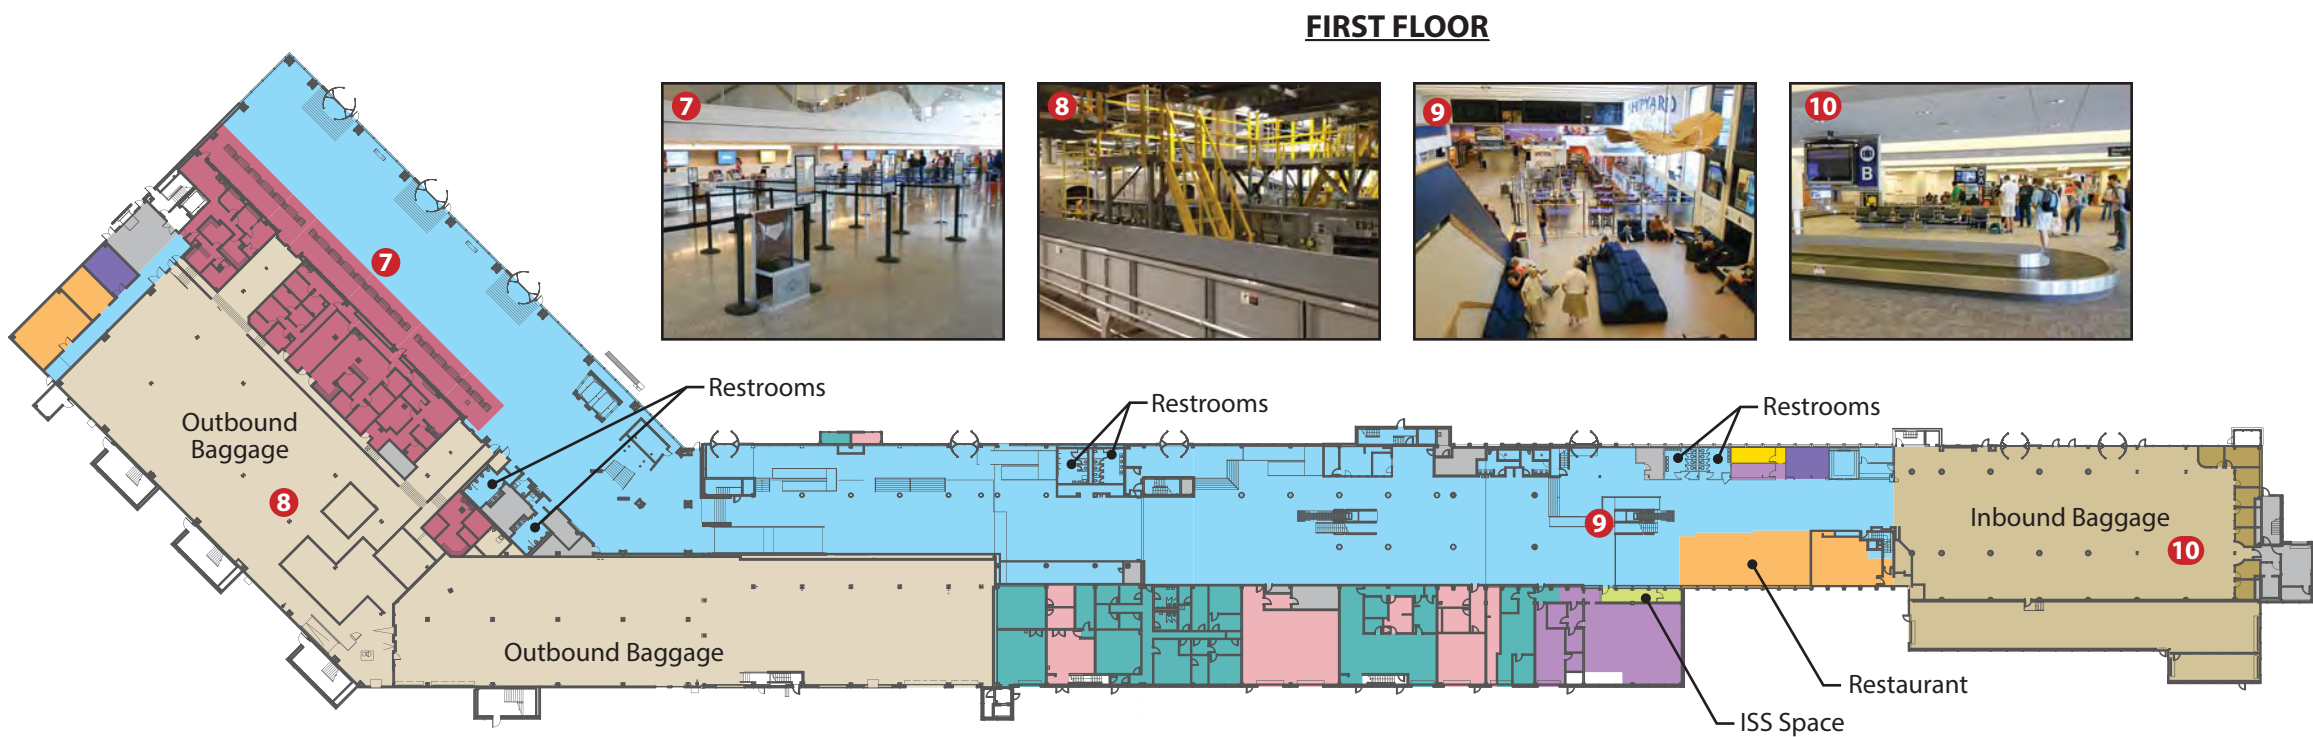 FIRST FLOOR
7
8
9
SHIPYARD
10
B
7
Restrooms
Restrooms
Restrooms
Outbound
Baggage
8
9
Inbound Baggage
10
Outbound Baggage
Restaurant
ISS Space